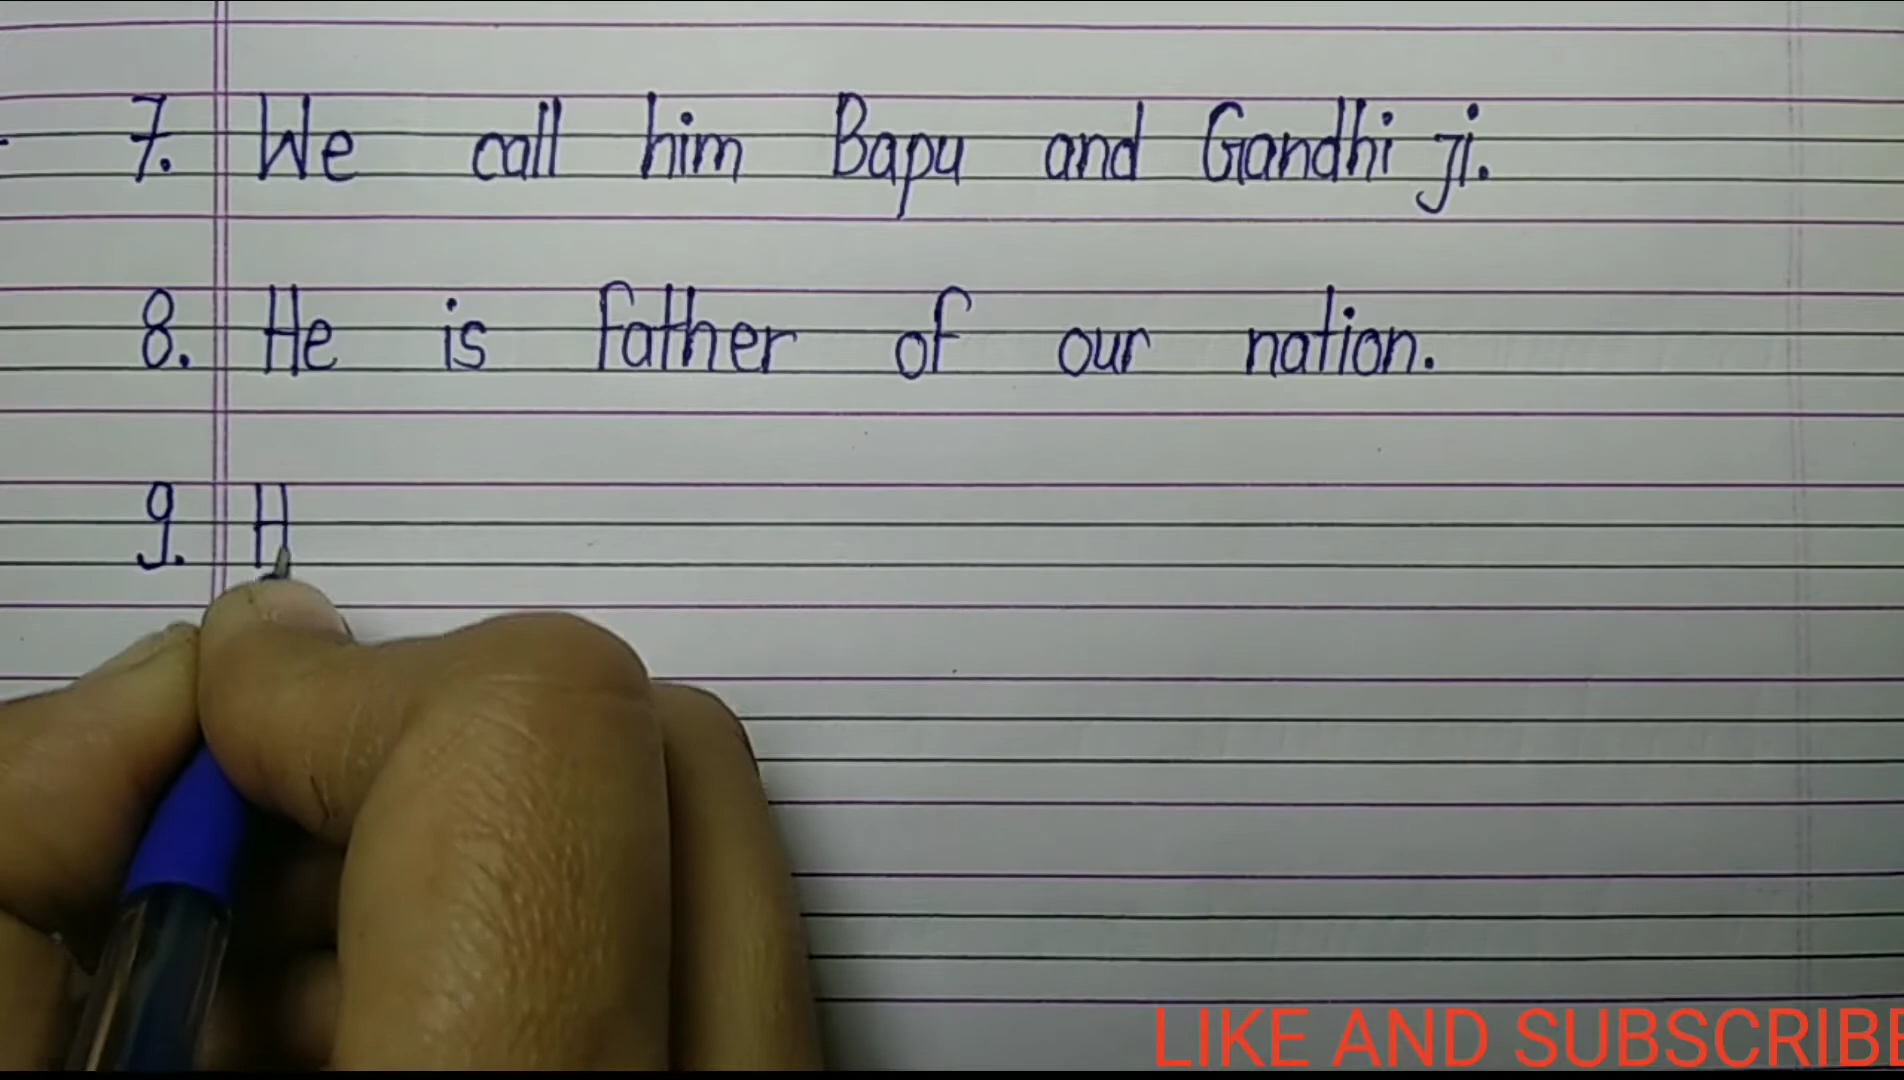 7. We call him Bapu and Gandhi ji.
8. He is father of our nation.
9. H
LIKE AND SUBSCRIBE